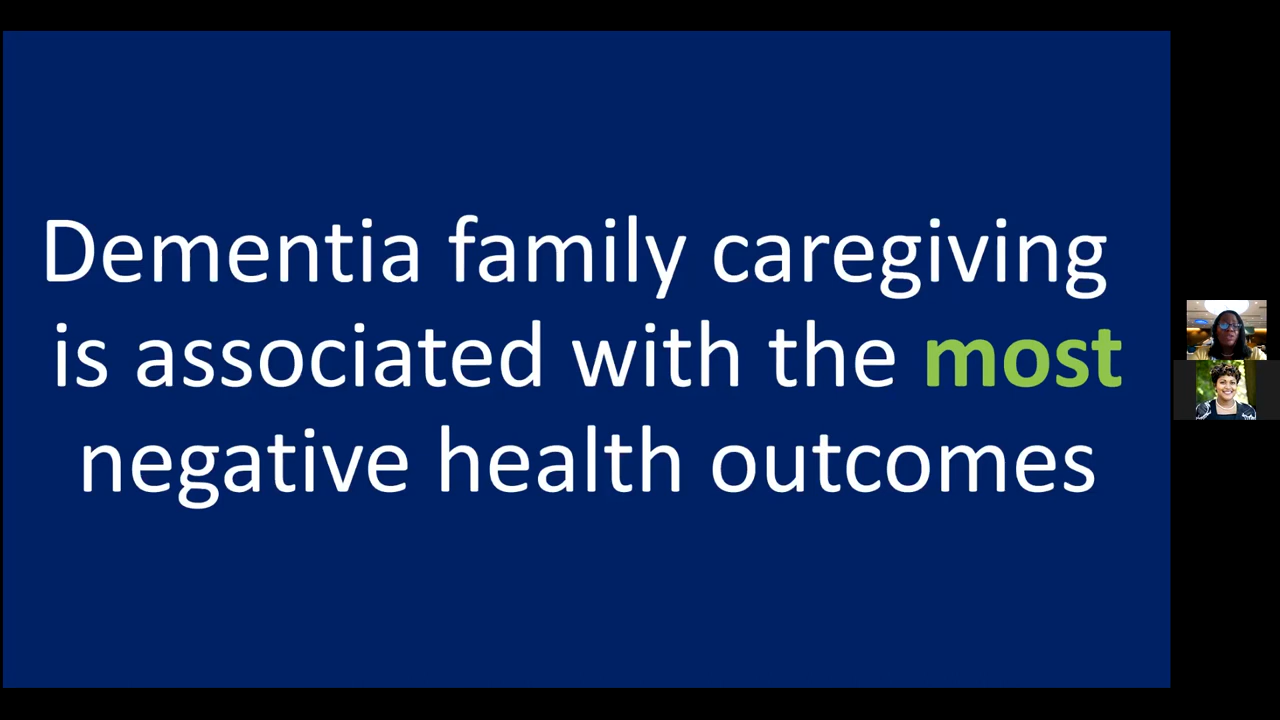 Dementia family caregiving
is associated with the most
negative health outcomes